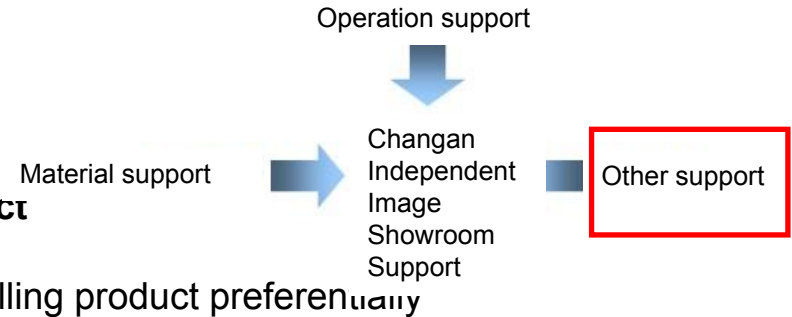 Operation support
Changan
Independent
Image
Showroom
Support
Material support
Other support
lling product preferentially